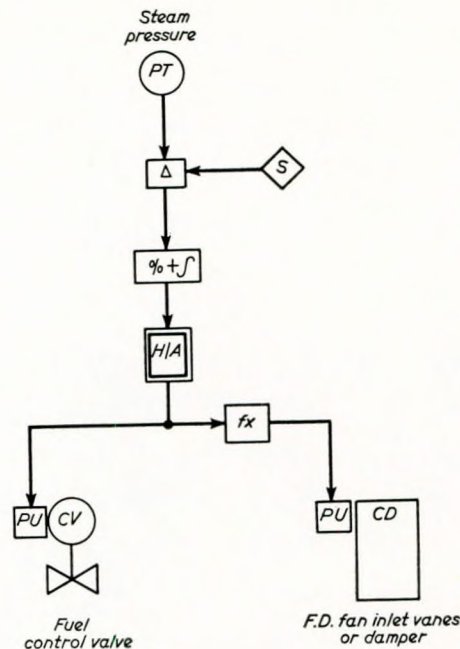 Steam
pressure
PT
Δ
S
%+∫
H/A
fx
PU
CV
PU
CD
Fuel
control valve
F.D. fan inlet vanes
or damper